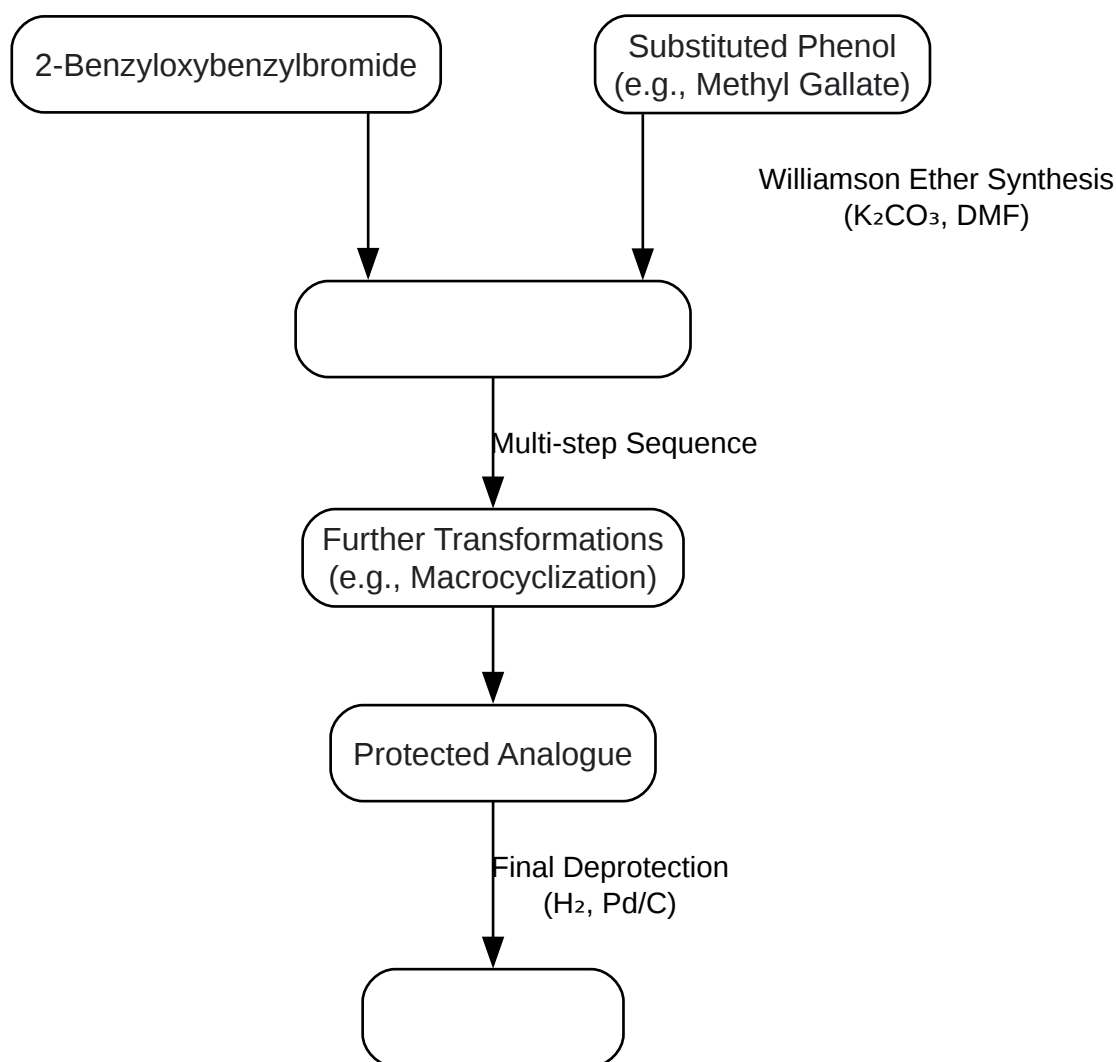 2-Benzyloxybenzylbromide
Substituted Phenol
(e.g., Methyl Gallate)
Williamson Ether Synthesis
(K₂CO₃, DMF)
Multi-step Sequence
Further Transformations
(e.g., Macrocyclization)
Protected Analogue
Final Deprotection
(H₂, Pd/C)